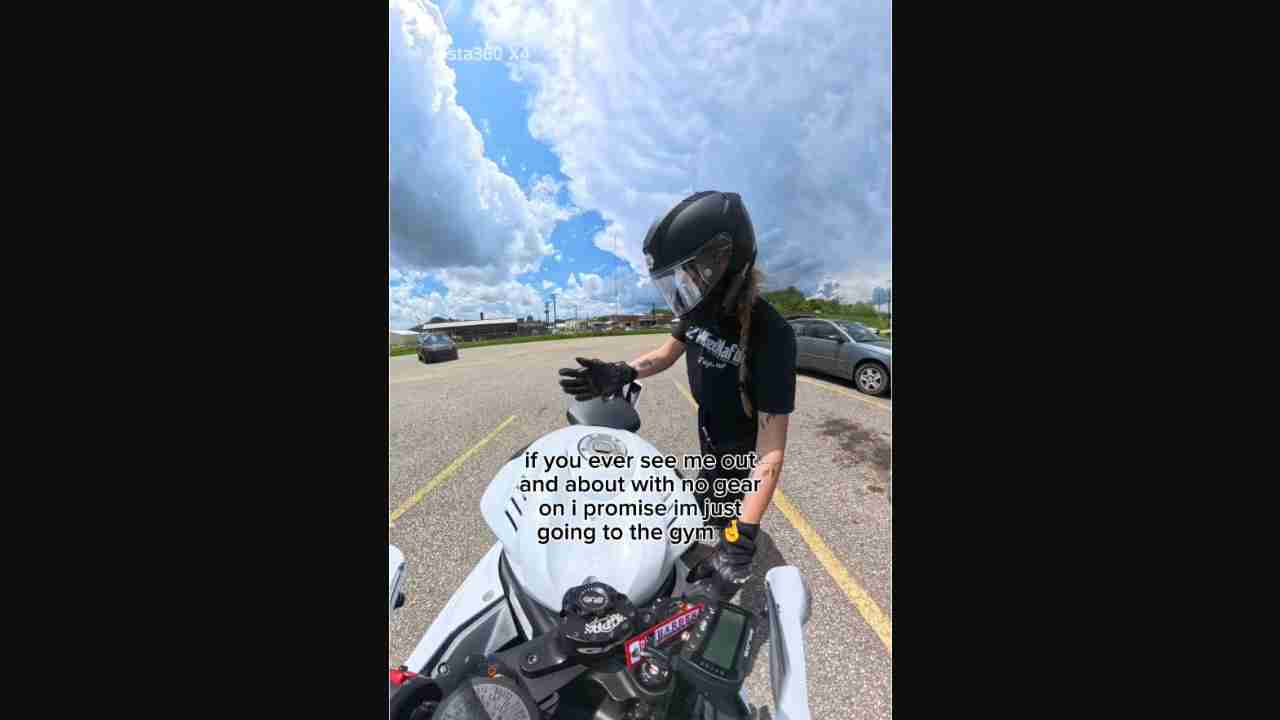 sta360 X4
if you ever see me out
and about with no gear
on i promise im just
going to the gym